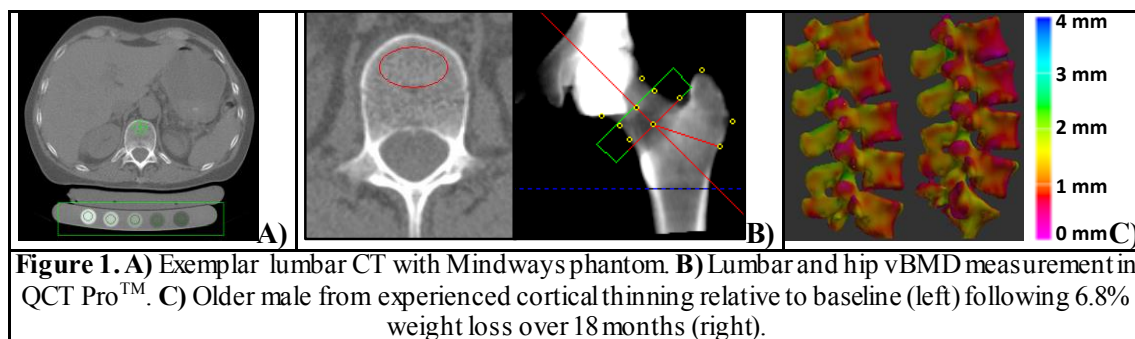 A)
B)
4 mm
3 mm
2 mm
1 mm
0 mm
C)
Figure 1. A) Exemplar lumbar CT with Mindways phantom. B) Lumbar and hip vBMD measurement in
QCT Pro™. C) Older male from experienced cortical thinning relative to baseline (left) following 6.8%
weight loss over 18 months (right).